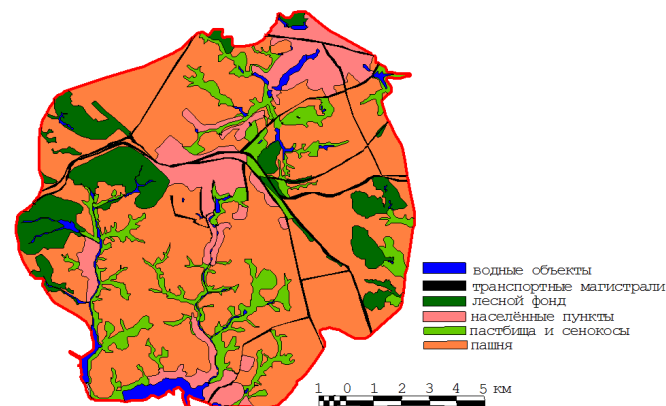 водные объекты
транспортные магистрали
лесной фонд
населённые пункты
пастбища и сенокосы
пашня
1 0 1 2 3 4 5 км